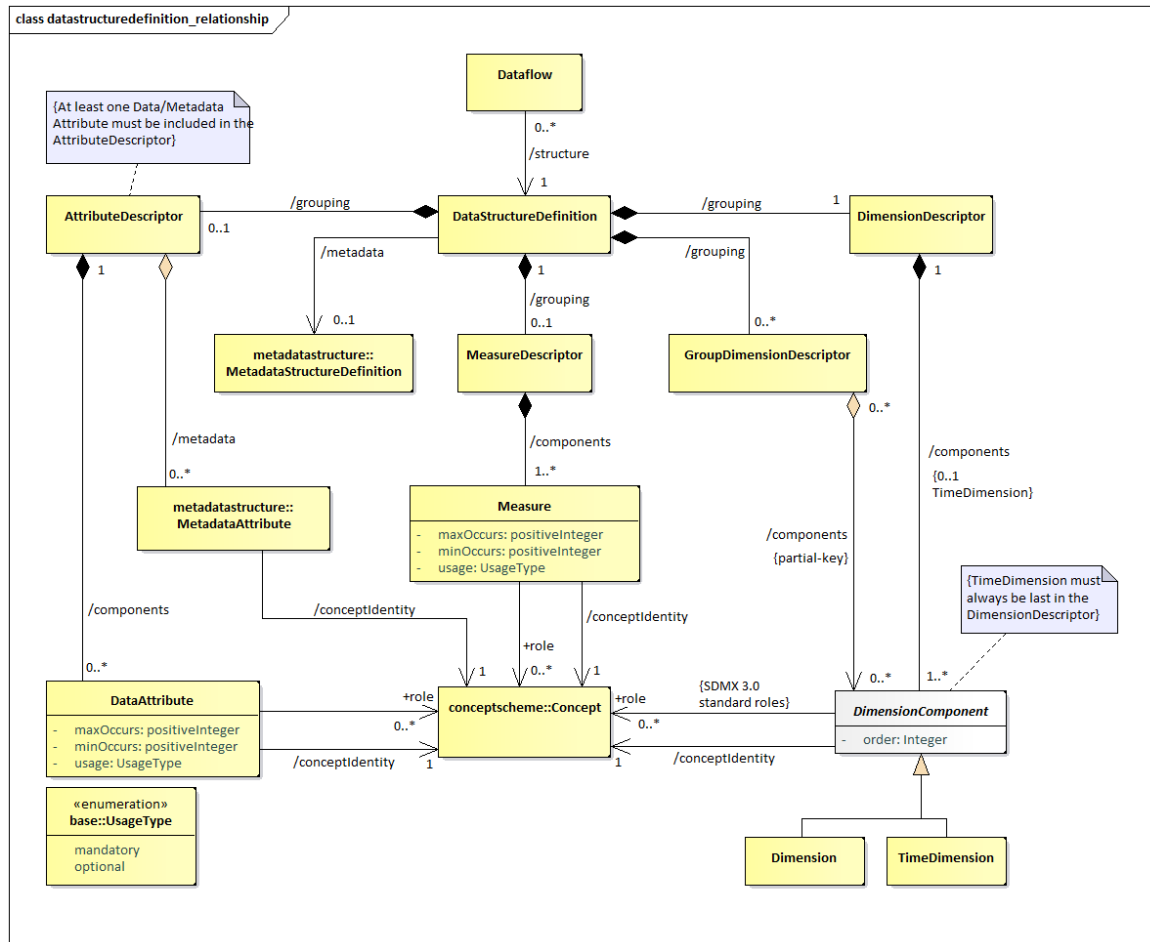 class datastructuredefinition_relationship
Dataflow
{At least one Data/Metadata
Attribute must be included in the
AttributeDescriptor}
0..*
/structure
1
AttributeDescriptor
/grouping
0..1
DataStructureDefinition
/grouping
1
DimensionDescriptor
1
/metadata
0..1
1
/grouping
0..1
/grouping
0..*
1
metadatastructure::
MetadataStructureDefinition
MeasureDescriptor
GroupDimensionDescriptor
0..*
/metadata
0..*
/components
1..*
/components
{0..1
TimeDimension}
metadatastructure::
MetadataAttribute
Measure
- maxOccurs: positiveInteger
- minOccurs: positiveInteger
- usage: UsageType
/components
{partial-key}
{TimeDimension must
always be last in the
DimensionDescriptor}
/components
0..*
/conceptIdentity
1
+role
0..*
/conceptIdentity
1
0..*
1..*
DataAttribute
- maxOccurs: positiveInteger
- minOccurs: positiveInteger
- usage: UsageType
+role
0..*
/conceptIdentity
1
conceptscheme::Concept
+role
0..*
{SDMX 3.0
standard roles}
1
/conceptIdentity
DimensionComponent
- order: Integer
«enumeration»
base::UsageType
mandatory
optional
Dimension
TimeDimension